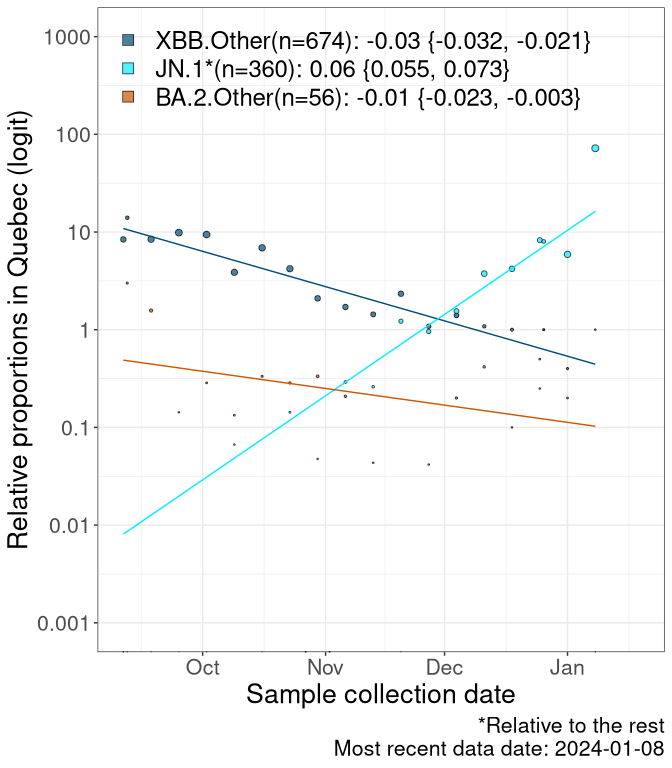 XBB.Other(n=674): -0.03 {-0.032, -0.021}
JN.1*(n=360): 0.06 {0.055, 0.073}
BA.2.Other(n=56): -0.01 {-0.023, -0.003}
Relative proportions in Quebec (logit)
1000
100
10
1
0.1
0.01
0.001
Oct Nov Dec Jan
Sample collection date
*Relative to the rest
Most recent data date: 2024-01-08